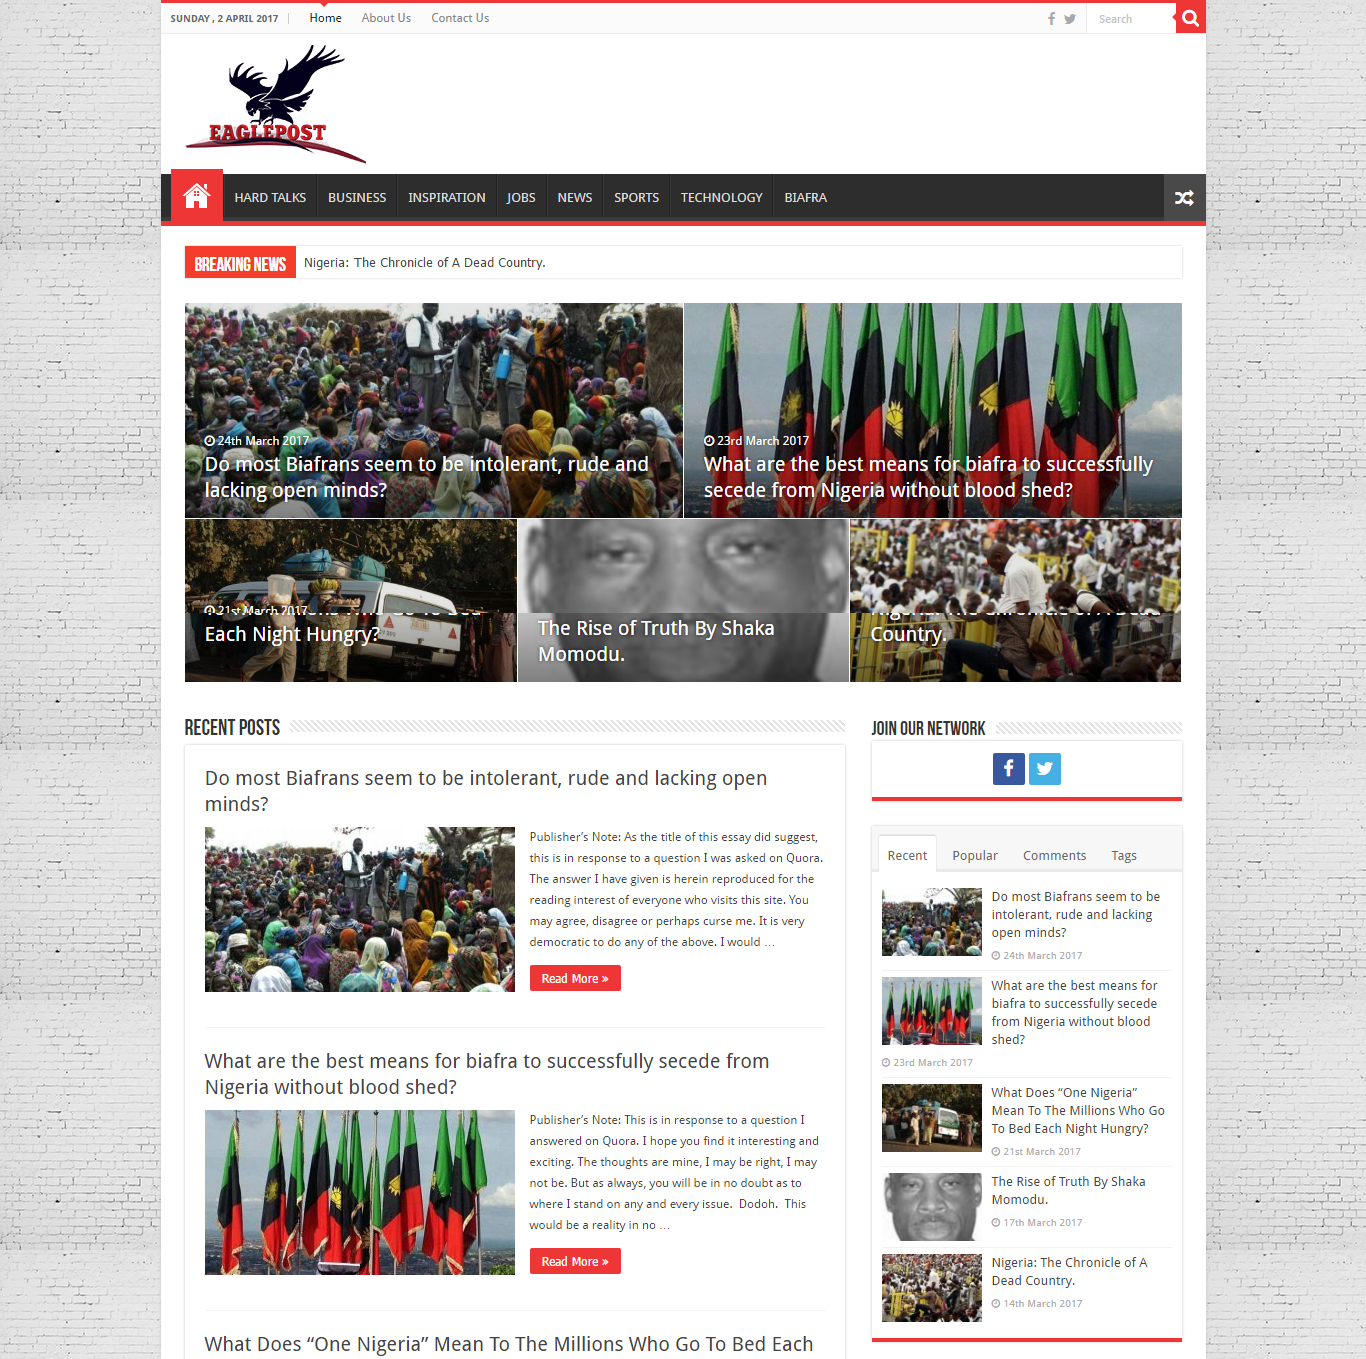 SUNDAY , 2 APRIL 2017
Home
About Us
Contact Us
Search
EAGLEPOST
HARD TALKS
BUSINESS
INSPIRATION
JOBS
NEWS
SPORTS
TECHNOLOGY
BIAFRA
BREAKING NEWS
Nigeria: The Chronicle of A Dead Country.
24th March 2017
Do most Biafrans seem to be intolerant, rude and
lacking open minds?
23rd March 2017
What are the best means for biafra to successfully
secede from Nigeria without blood shed?
21st March 2017
Each Night Hungry?
The Rise of Truth By Shaka
Momodu.
Nigeria: The Chronicle of A Dead
Country.
RECENT POSTS
Do most Biafrans seem to be intolerant, rude and lacking open
minds?
Publisher’s Note: As the title of this essay did suggest,
this is in response to a question I was asked on Quora.
The answer I have given is herein reproduced for the
reading interest of everyone who visits this site. You
may agree, disagree or perhaps curse me. It is very
democratic to do any of the above. I would …
Read More »
What are the best means for biafra to successfully secede from
Nigeria without blood shed?
Publisher’s Note: This is in response to a question I
answered on Quora. I hope you find it interesting and
exciting. The thoughts are mine, I may be right, I may
not be. But as always, you will be in no doubt as to
where I stand on any and every issue.  Dodoh.  This
would be a reality in no …
Read More »
What Does “One Nigeria” Mean To The Millions Who Go To Bed Each
JOIN OUR NETWORK
Recent
Popular
Comments
Tags
Do most Biafrans seem to be
intolerant, rude and lacking
open minds?
24th March 2017
What are the best means for
biafra to successfully secede
from Nigeria without blood
shed?
23rd March 2017
What Does “One Nigeria”
Mean To The Millions Who Go
To Bed Each Night Hungry?
21st March 2017
The Rise of Truth By Shaka
Momodu.
17th March 2017
Nigeria: The Chronicle of A
Dead Country.
14th March 2017